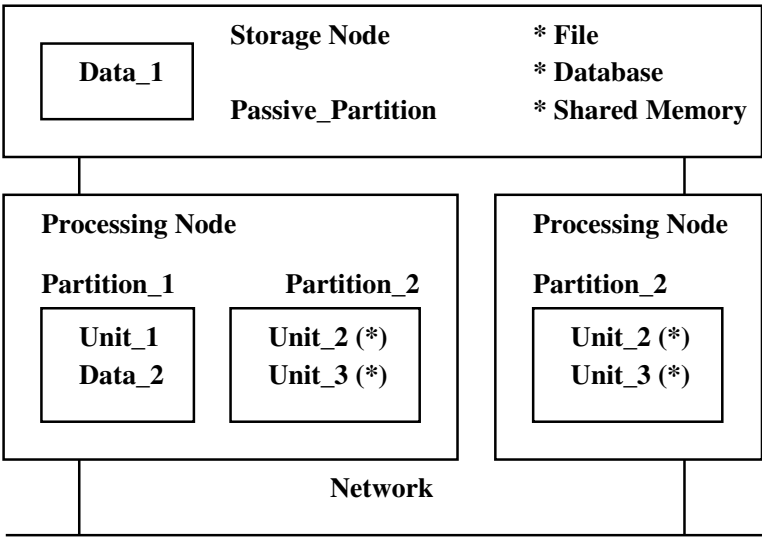 Storage Node * File
Data_1 * Database
Passive_Partition * Shared Memory
Processing Node
Partition_1 Partition_2
Unit_1 Unit_2 (*)
Data_2 Unit_3 (*)
Processing Node
Partition_2
Unit_2 (*)
Unit_3 (*)
Network